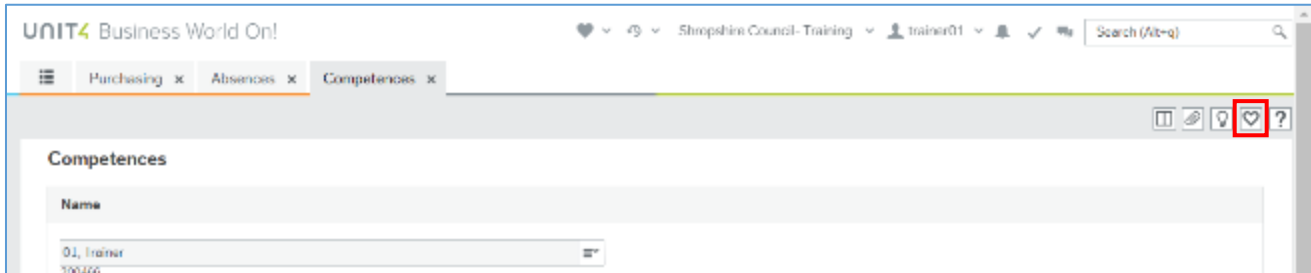 UNIT4 Business World On!
Shropshire Council- Training trainer01 Search (Alt+q)
Purchasing x Absences x Competences x
?
Competences
Name
01, Trainer